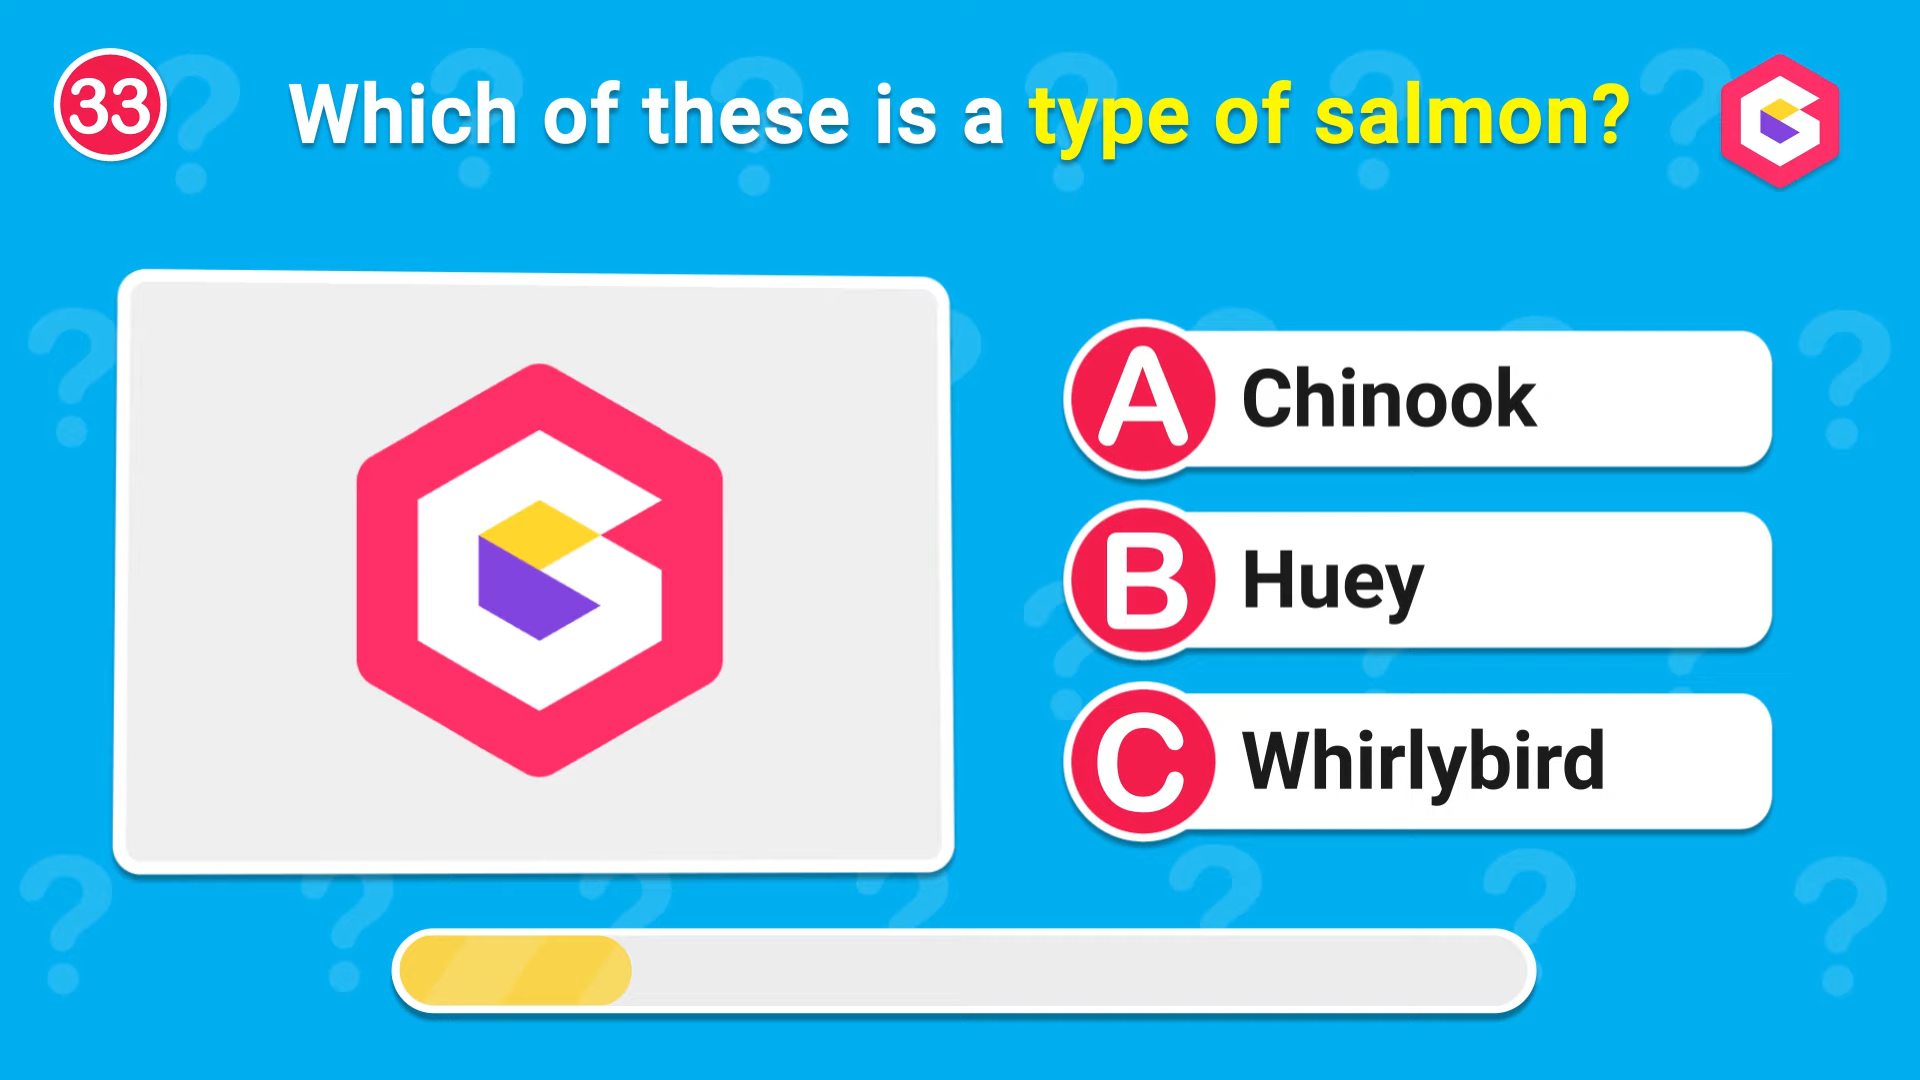 33
Which of these is a type of salmon?
A Chinook
B Huey
C Whirlybird